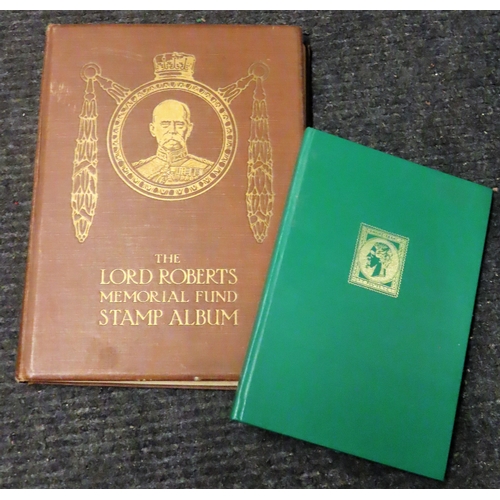 THE
LORD ROBERTS
MEMORIAL FUND
STAMP ALBUM